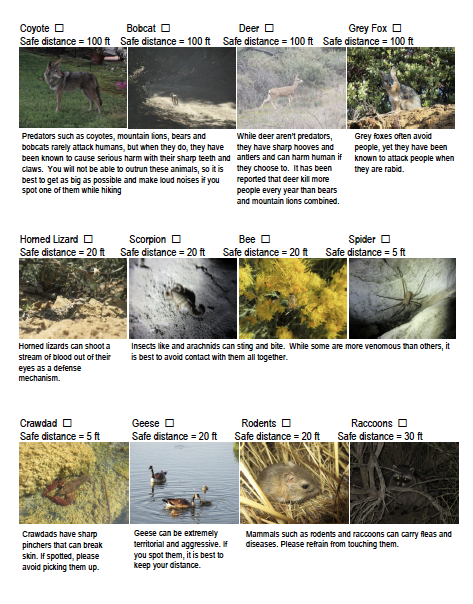 Coyote ☐ Bobcat ☐ Deer ☐ Grey Fox ☐
Safe distance = 100 ft Safe distance = 100 ft Safe distance = 100 ft Safe distance = 100 ft
Predators such as coyotes, mountion lions, bears and
bobcats rarely attack humans, but when they do, they have
been known to cause serious harm with their sharp teeth and
claws. You will not be able to outrun these animals, so it is
best to get as big as possible and make loud noises if you
spot one of them while hiking
While deer aren't predators,
they have sharp hooves and
antlers and can harm human if
they choose to. It has been
reported that deer kill more
people every year than bears
and mountain lions combined.
Grey foxes often avoid
people, yet they have been
known to attack people when
they are rabid.
Horned Lizard ☐ Scorpion ☐ Bee ☐ Spider ☐
Safe distance = 20 ft Safe distance = 20 ft Safe distance = 20 ft Safe distance = 5 ft
Horned lizards can shoot a
stream of blood out of their
eyes as a defense
mechanism.
Insects like and arachnids can sting and bite. While some are more venomous than others, it
is best to avoid contact with them all together.
Crawdad ☐ Geese ☐ Rodents ☐ Raccoons ☐
Safe distance = 5 ft Safe distance = 20 ft Safe distance = 20 ft Safe distance = 30 ft
Crawdads have sharp
pinchers that can break
skin. If spotted, please
avoid picking them up.
Geese can be extremely
territorial and aggressive. If
you spot them, it is best to
keep your distance.
Mammals such as rodents and raccoons can carry fleas and
diseases. Please refrain from touching them.